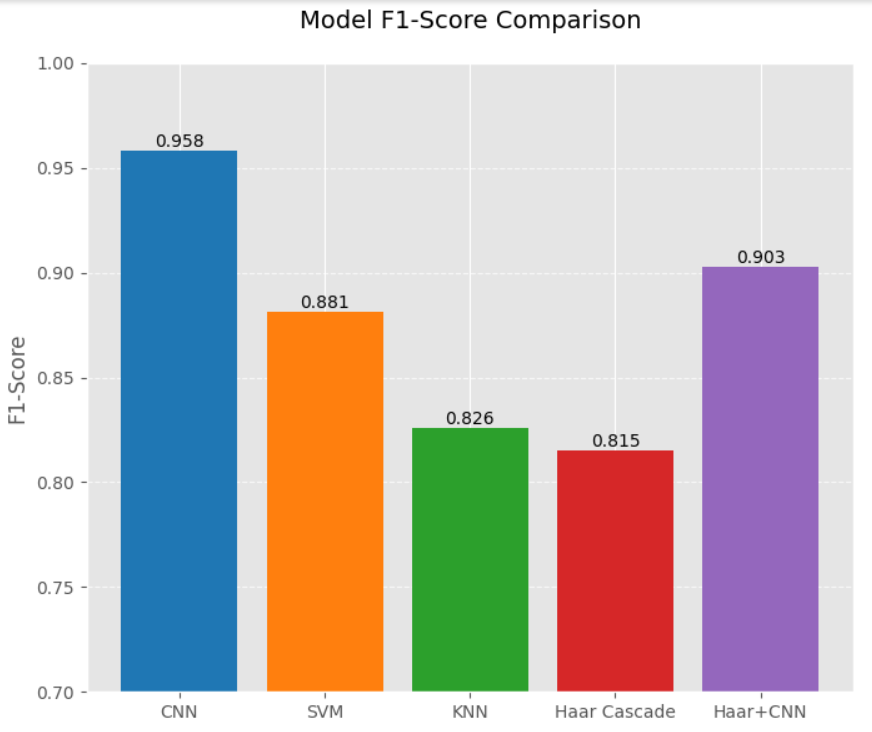 Model F1-Score Comparison
1.00
0.95
0.90
0.85
0.80
0.75
0.70
F1-Score
0.958
0.881
0.826
0.815
0.903
CNN
SVM
KNN
Haar Cascade
Haar+CNN